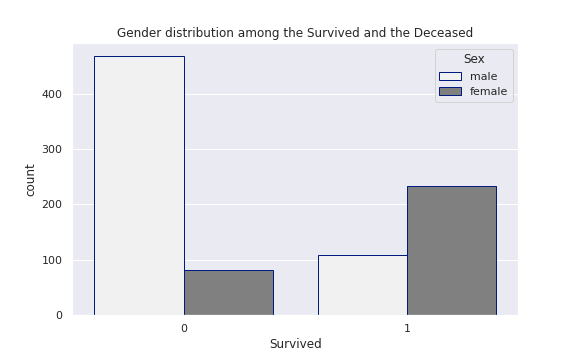 Gender distribution among the Survived and the Deceased
Sex
male
female
400
300
200
100
0
count
0 1
Survived